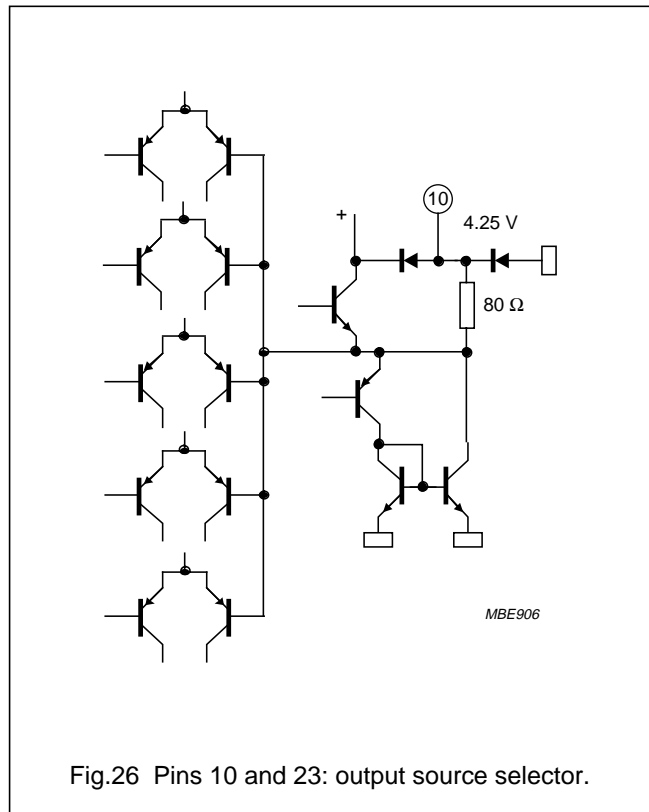 10
+
4.25 V
80 Ω
MBE906
Fig.26 Pins 10 and 23: output source selector.